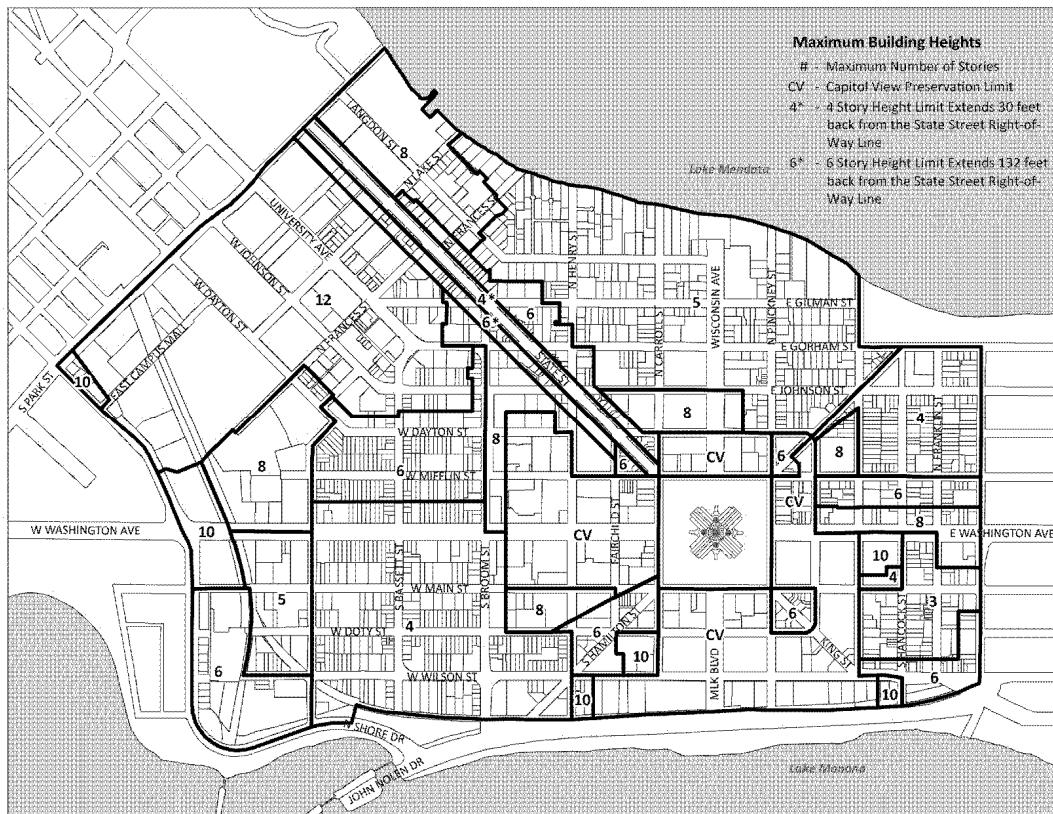 Maximum Building Heights
# - Maximum Number of Stories
CV - Capitol View Preservation Limit
4* - 4 Story Height Limit Extends 30 feet
back from the State Street Right-of-
Way Line
6* - 6 Story Height Limit Extends 132 feet
back from the State Street Right-of-
Way Line
Lake Mendota
LANGDON ST
8
N LAKE ST
N FRANCES ST
UNIVERSITY AVE
W JOHNSON ST
W DAYTON ST
N FRANCES ST
12
4*
6*
6
STATE ST
N HENRY ST
5
N CARROLL ST
WISCONSIN AVE
N PINCKNEY ST
E GILMAN ST
E GORHAM ST
E JOHNSON ST
S PARK ST
10
EAST CAMPUS MALL
8
W DAYTON ST
6
W MIFFLIN ST
8
8
6
CV
6
8
4
N FRANKLIN ST
CV
6
8
W WASHINGTON AVE
10
E WASHINGTON AVE
CV
FAIRCHILD ST
S BASSETT ST
S BROOM ST
W MAIN ST
10
4
5
4
W DOTY ST
8
6
S HAMILTON ST
10
CV
MLK BLVD
6
KING ST
S HANCOCK ST
3
6
W WILSON ST
10
10
6
N SHORE DR
JOHN NOLEN DR
Lake Monona